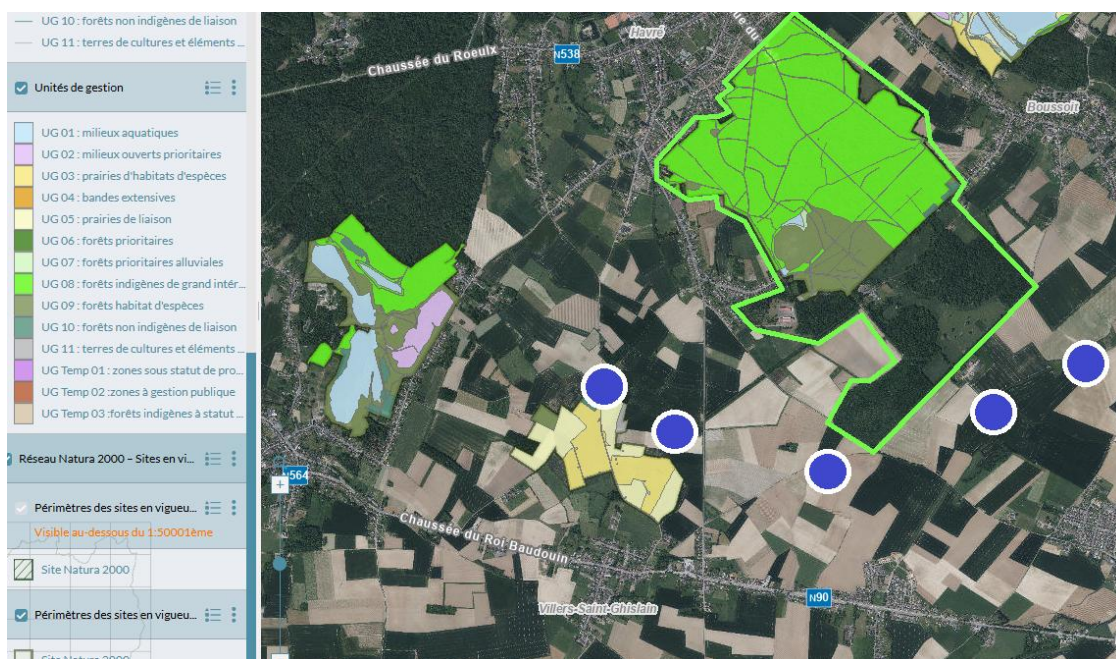 UG 10 : forêts non indigènes de liaison
UG 11 : terres de cultures et éléments ...
Unités de gestion
UG 01 : milieux aquatiques
UG 02 : milieux ouverts prioritaires
UG 03 : prairies d'habitats d'espèces
UG 04 : bandes extensives
UG 05 : prairies de liaison
UG 06 : forêts prioritaires
UG 07 : forêts prioritaires alluviales
UG 08 : forêts indigènes de grand intér...
UG 09 : forêts habitat d'espèces
UG 10 : forêts non indigènes de liaison
UG 11 : terres de cultures et éléments ...
UG Temp 01 : zones sous statut de pro...
UG Temp 02 :zones à gestion publique
UG Temp 03 :forêts indigènes à statut ...
Réseau Natura 2000 – Sites en vi...
Périmètres des sites en vigueu...
Visible au-dessous du 1:50001ème
Site Natura 2000
Périmètres des sites en vigueu...
Site Natura 2000
Havré
Chaussée du Roeulx
N538
Boussoit
N564
Chaussée du Roi Baudouin
Villers-Saint-Ghislain
N90